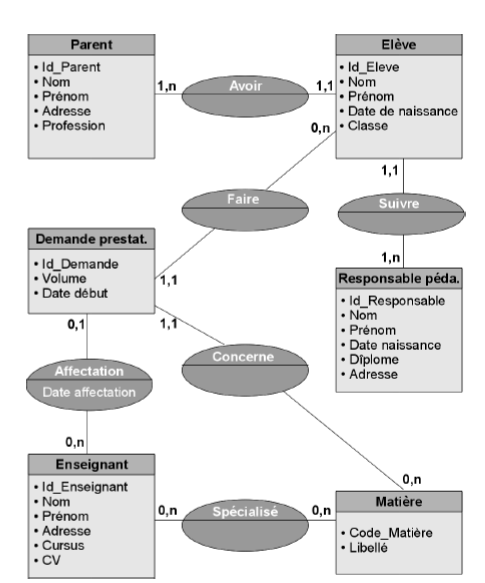 Parent
• Id_Parent
• Nom
• Prénom
• Adresse
• Profession
1,n
Avoir
1,1
Elève
• Id_Eleve
• Nom
• Prénom
• Date de naissance
• Classe
0,n
1,1
Faire
Suivre
Demande prestat.
• Id_Demande
• Volume
• Date début
1,1
1,n
Responsable péda.
• Id_Responsable
• Nom
• Prénom
• Date naissance
• Dîplome
• Adresse
0,1
1,1
Concerne
Affectation
Date affectation
0,n
0,n
Enseignant
• Id_Enseignant
• Nom
• Prénom
• Adresse
• Cursus
• CV
0,n
Spécialisé
0,n
Matière
• Code_Matière
• Libellé